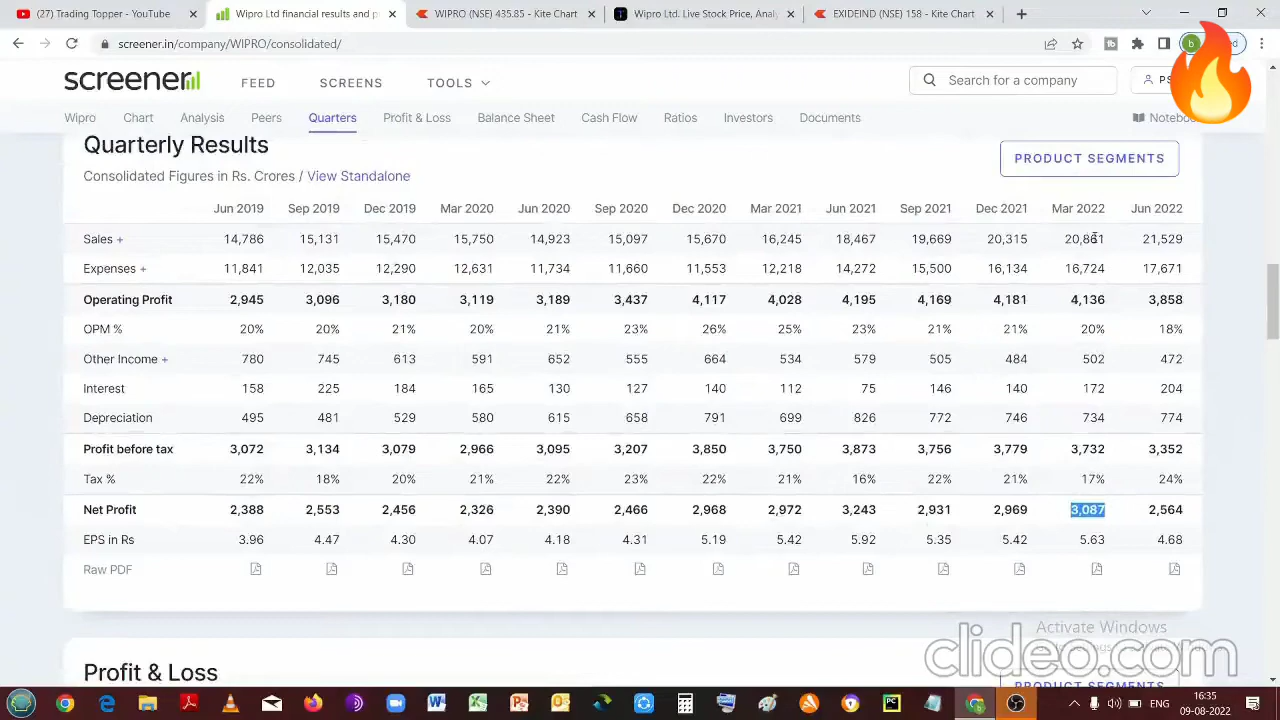 Trading Titans - YouTube
Wipro Ltd financial results and p
WIPRO (NSE) 435.85 - Kite Chart
Wipro Ltd. Live Stock Price, Analy
EXIDEIND (NSE) 158 - Kite Chart
screener.in/company/WIPRO/consolidated/
screener FEED SCREENS TOOLS Search for a company
Wipro Chart Analysis Peers Quarters Profit & Loss Balance Sheet Cash Flow Ratios Investors Documents
Quarterly Results
PRODUCT SEGMENTS
Consolidated Figures in Rs. Crores / View Standalone
Jun 2019 Sep 2019 Dec 2019 Mar 2020 Jun 2020 Sep 2020 Dec 2020 Mar 2021 Jun 2021 Sep 2021 Dec 2021 Mar 2022 Jun 2022
Sales + 14,786 15,131 15,470 15,750 14,923 15,097 15,670 16,245 18,467 19,669 20,315 20,861 21,529
Expenses + 11,841 12,035 12,290 12,631 11,734 11,660 11,553 12,218 14,272 15,500 16,134 16,724 17,671
Operating Profit 2,945 3,096 3,180 3,119 3,189 3,437 4,117 4,028 4,195 4,169 4,181 4,136 3,858
OPM % 20% 20% 21% 20% 21% 23% 26% 25% 23% 21% 21% 20% 18%
Other Income + 780 745 613 591 652 555 664 534 579 505 484 502 472
Interest 158 225 184 165 130 127 140 112 75 146 140 172 204
Depreciation 495 481 529 580 615 658 791 699 826 772 746 734 774
Profit before tax 3,072 3,134 3,079 2,966 3,095 3,207 3,850 3,750 3,873 3,756 3,779 3,732 3,352
Tax % 22% 18% 20% 21% 22% 23% 22% 21% 16% 22% 21% 17% 24%
Net Profit 2,388 2,553 2,456 2,326 2,390 2,466 2,968 2,972 3,243 2,931 2,969 3,087 2,564
EPS in Rs 3.96 4.47 4.30 4.07 4.18 4.31 5.19 5.42 5.92 5.35 5.42 5.63 4.68
Raw PDF
Activate Windows
clideo.com
Profit & Loss
PRODUCT SEGMENTS
ENG
16:35
09-08-2022